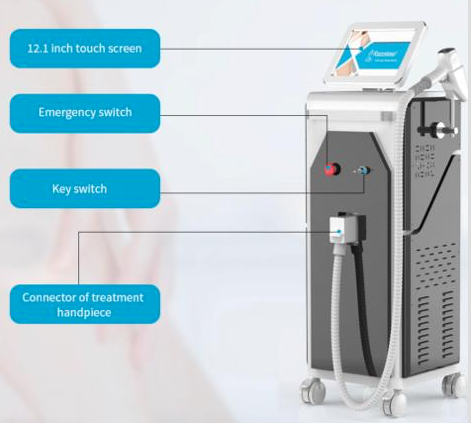 12.1 inch touch screen
Emergency switch
Key switch
Connector of treatment
handpiece